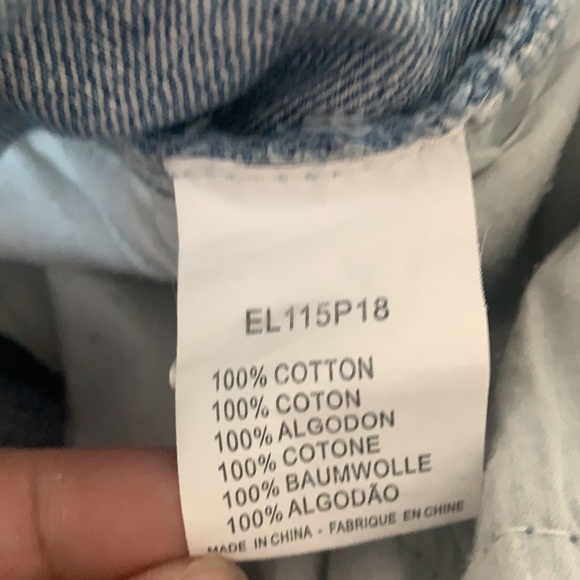 EL115P18
100% COTTON
100% COTON
100% ALGODON
100% COTONE
100% BAUMWOLLE
100% ALGODÃO
MADE IN CHINA - FABRIQUE EN CHINE